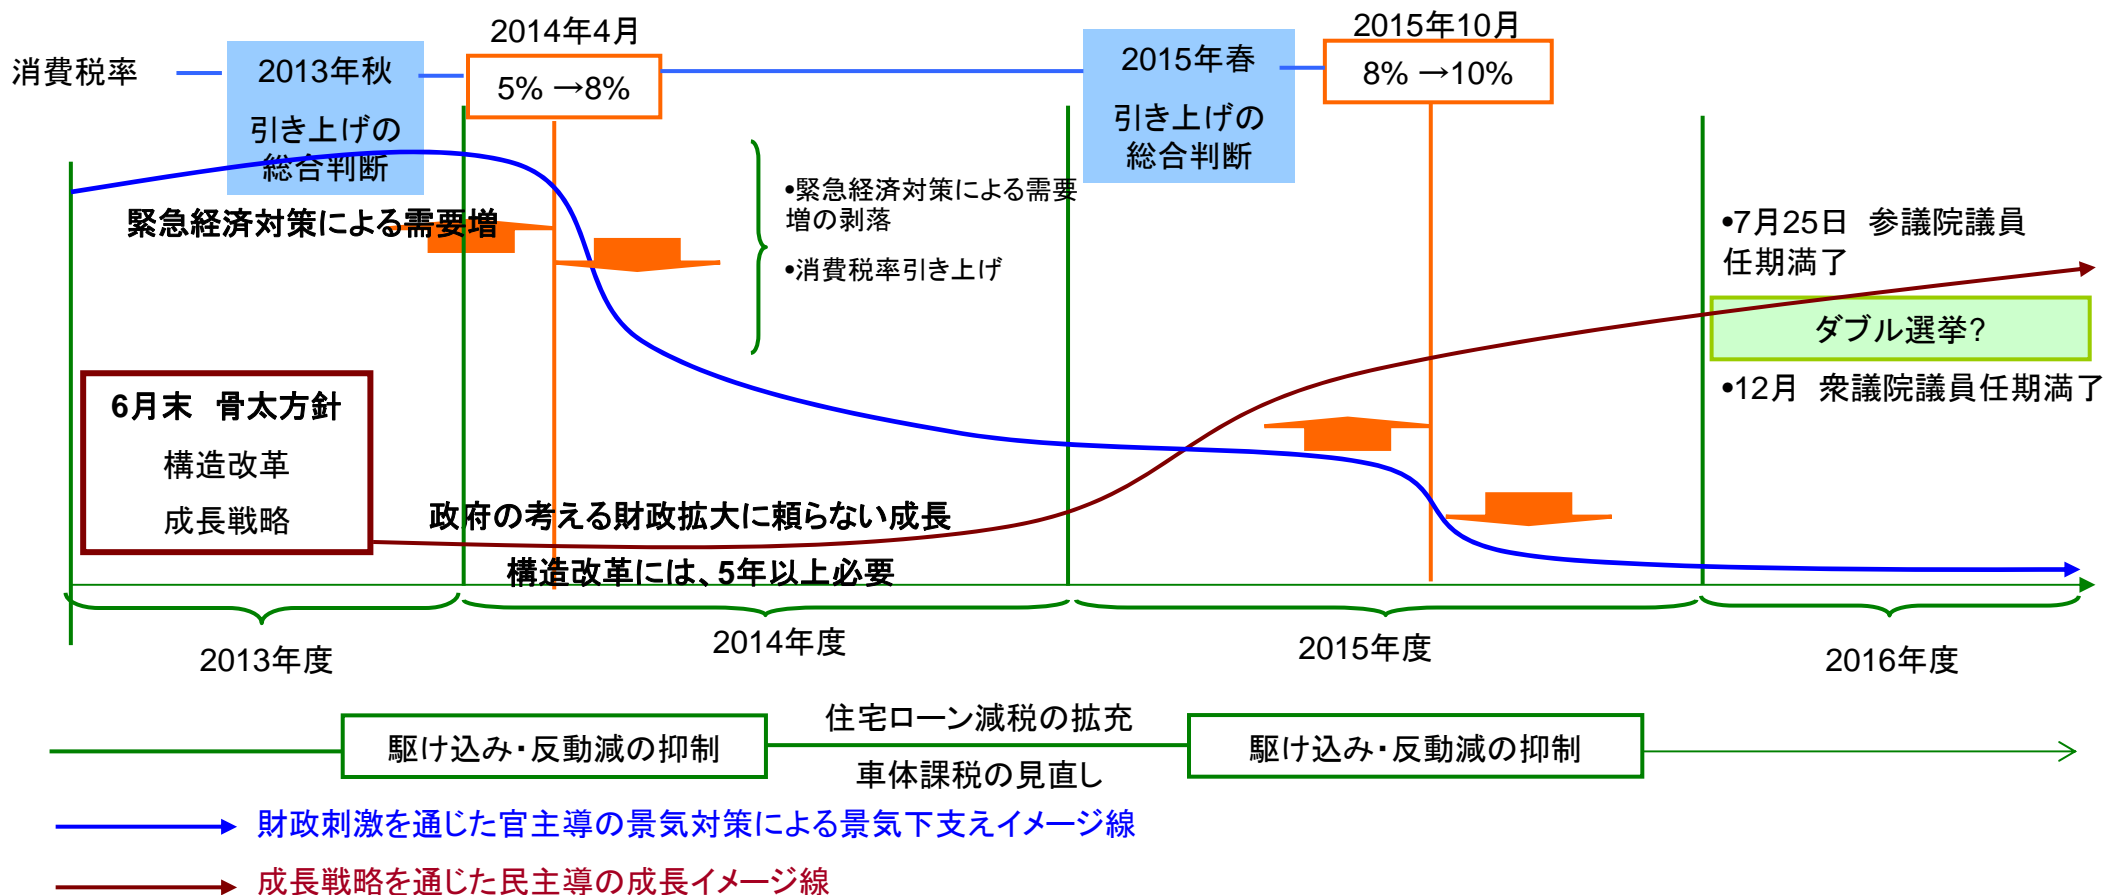 2014年4月
2015年10月
消費税率
2013年秋
引き上げの
総合判断
5% →8%
2015年春
引き上げの
総合判断
8% →10%
緊急経済対策による需要増
•緊急経済対策による需要
増の剥落
•消費税率引き上げ
•7月25日 参議院議員
任期満了
ダブル選挙?
•12月 衆議院議員任期満了
6月末 骨太方針
構造改革
成長戦略
政府の考える財政拡大に頼らない成長
構造改革には、5年以上必要
2013年度
2014年度
2015年度
2016年度
駆け込み・反動減の抑制
住宅ローン減税の拡充
車体課税の見直し
駆け込み・反動減の抑制
財政刺激を通じた官主導の景気対策による景気下支えイメージ線
成長戦略を通じた民主導の成長イメージ線